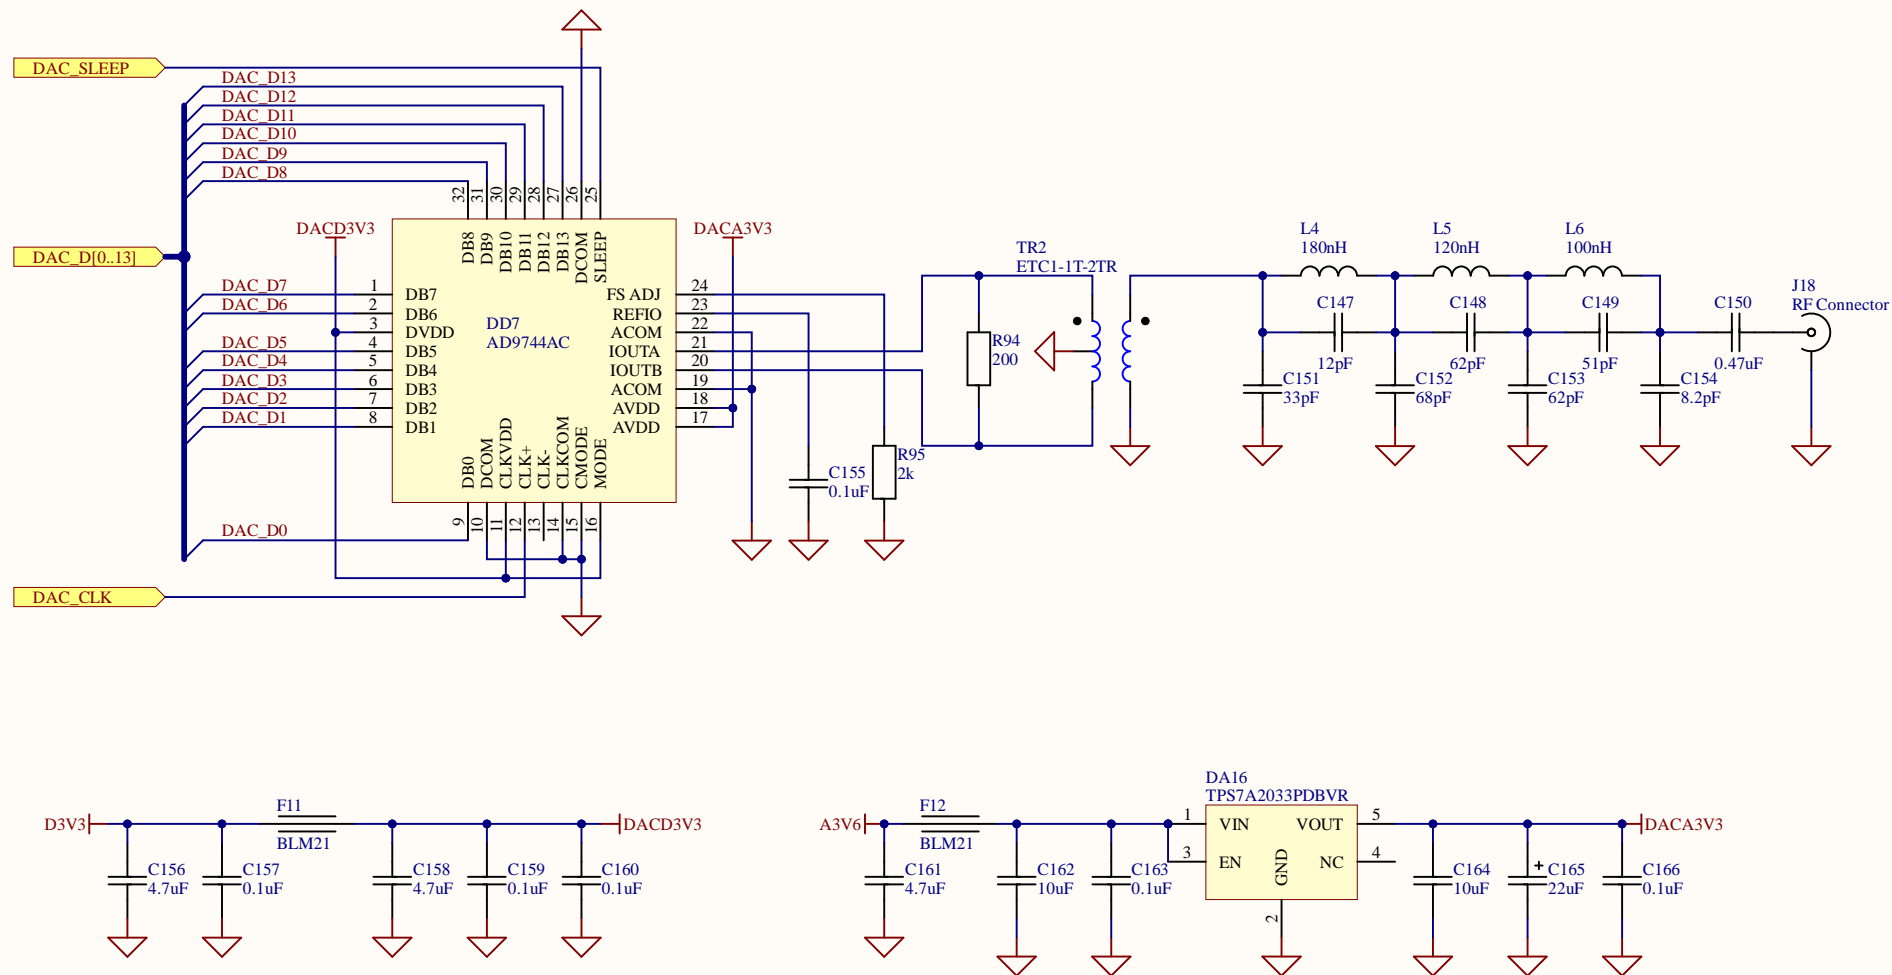 DAC_SLEEP
DAC_D13
DAC_D12
DAC_D11
DAC_D10
DAC_D9
DAC_D8
32
31
30
29
28
27
26
25
DACD3V3
DACA3V3
DAC_D[0..13]
DB8
DB9
DB10
DB11
DB12
DB13
DCOM
SLEEP
DAC_D7
DAC_D6
DAC_D5
DAC_D4
DAC_D3
DAC_D2
DAC_D1
1
2
3
4
5
6
7
8
DB7
DB6
DVDD
DB5
DB4
DB3
DB2
DB1
DD7
AD9744AC
FS ADJ
REFIO
ACOM
IOUTA
IOUTB
ACOM
AVDD
AVDD
24
23
22
21
20
19
18
17
DB0
DCOM
CLKVDD
CLK+
CLK-
CLKCOM
CMODE
MODE
9
10
11
12
13
14
15
16
DAC_D0
DAC_CLK
C155
0.1uF
R95
2k
R94
200
TR2
ETC1-1T-2TR
L4
180nH
L5
120nH
L6
100nH
C147
12pF
C148
62pF
C149
51pF
C150
0.47uF
J18
RF Connector
C151
33pF
C152
68pF
C153
62pF
C154
8.2pF
D3V3
F11
BLM21
DACD3V3
C156
4.7uF
C157
0.1uF
C158
4.7uF
C159
0.1uF
C160
0.1uF
A3V6
F12
BLM21
C161
4.7uF
C162
10uF
C163
0.1uF
DA16
TPS7A2033PDBVR
1
3
VIN
EN
GND
2
VOUT
NC
5
4
DACA3V3
C164
10uF
+
C165
22uF
C166
0.1uF